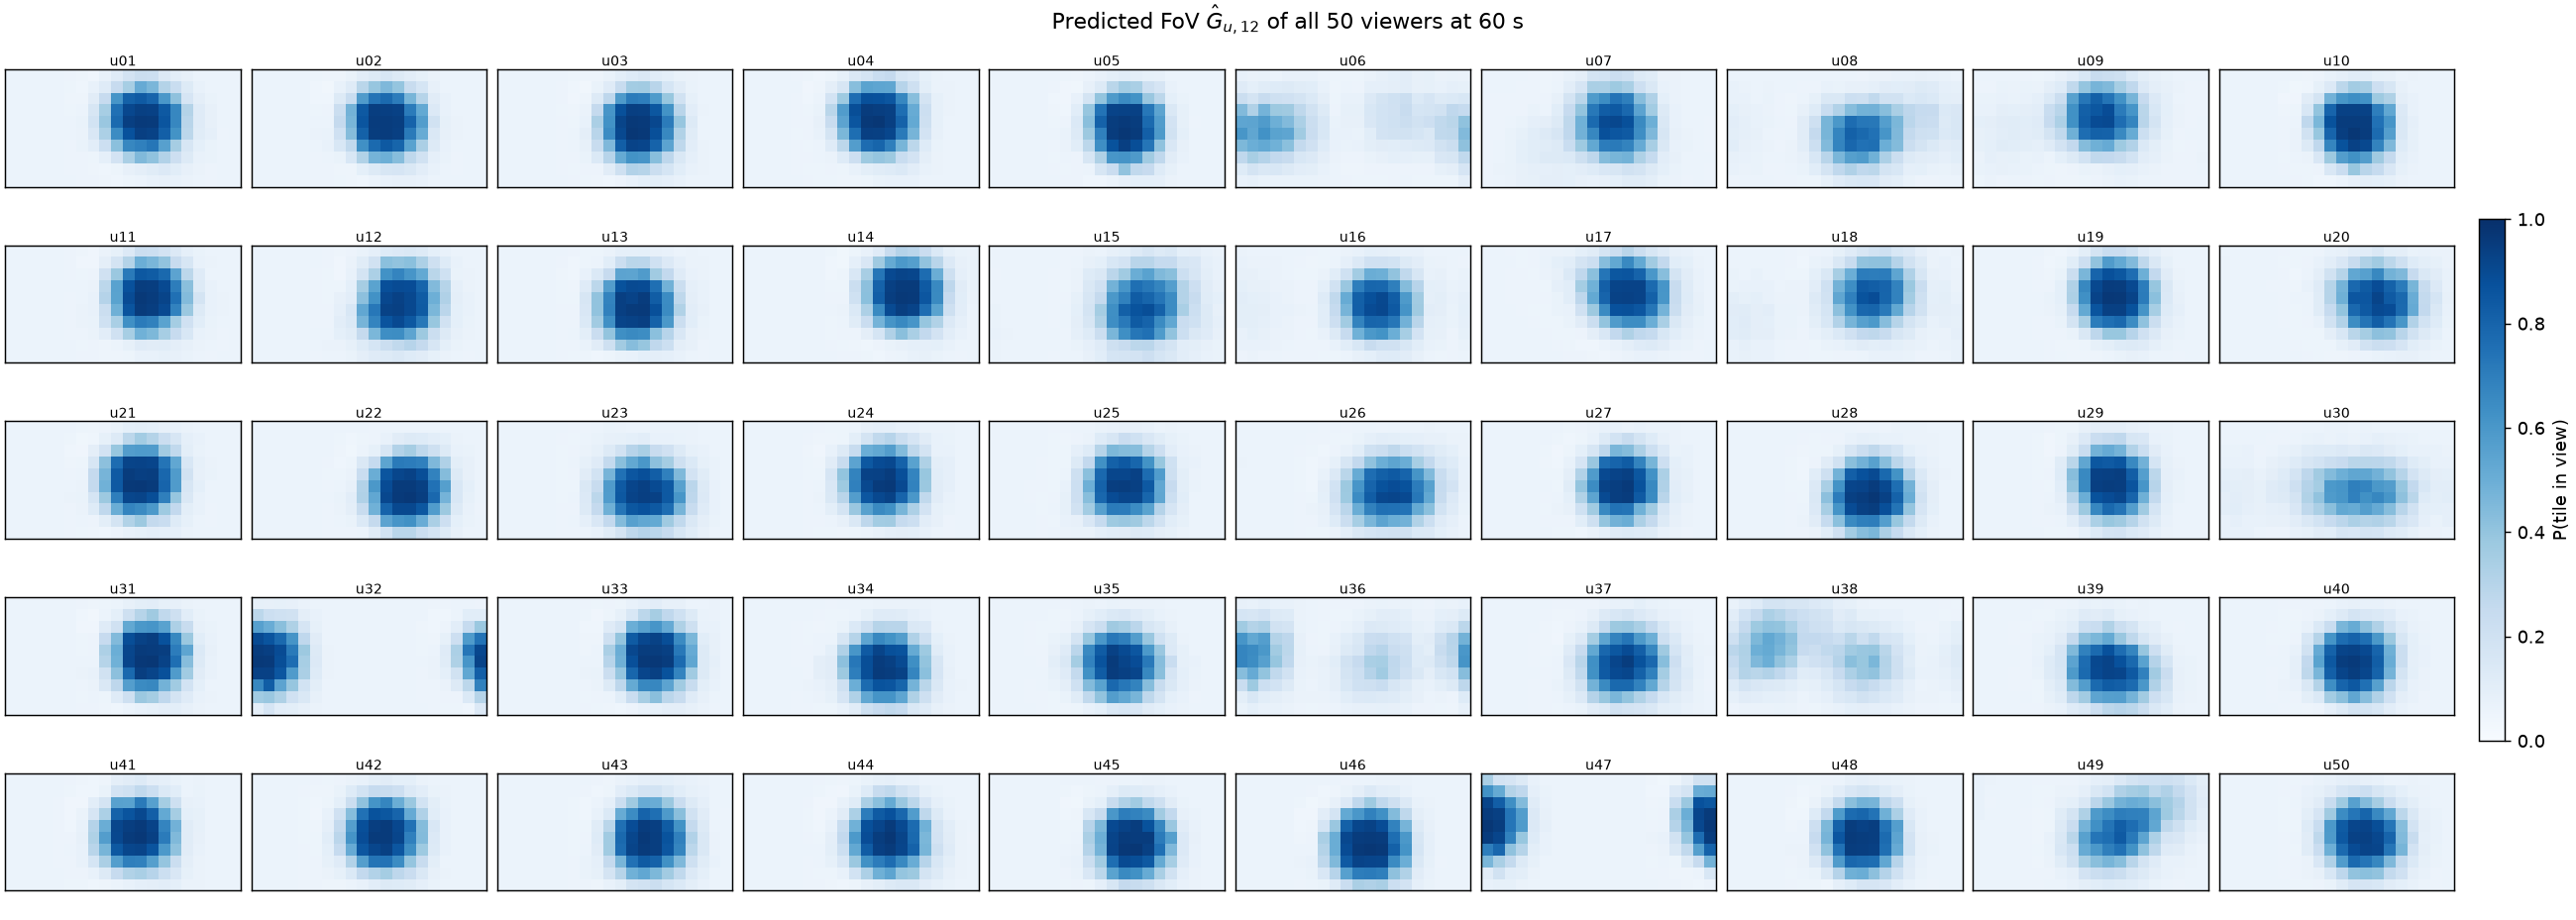 Predicted FoV Ĝu,12 of all 50 viewers at 60 s
u01 u02 u03 u04 u05 u06 u07 u08 u09 u10
u11 u12 u13 u14 u15 u16 u17 u18 u19 u20
u21 u22 u23 u24 u25 u26 u27 u28 u29 u30
u31 u32 u33 u34 u35 u36 u37 u38 u39 u40
u41 u42 u43 u44 u45 u46 u47 u48 u49 u50
1.0
0.8
0.6
0.4
0.2
0.0
P(tile in view)